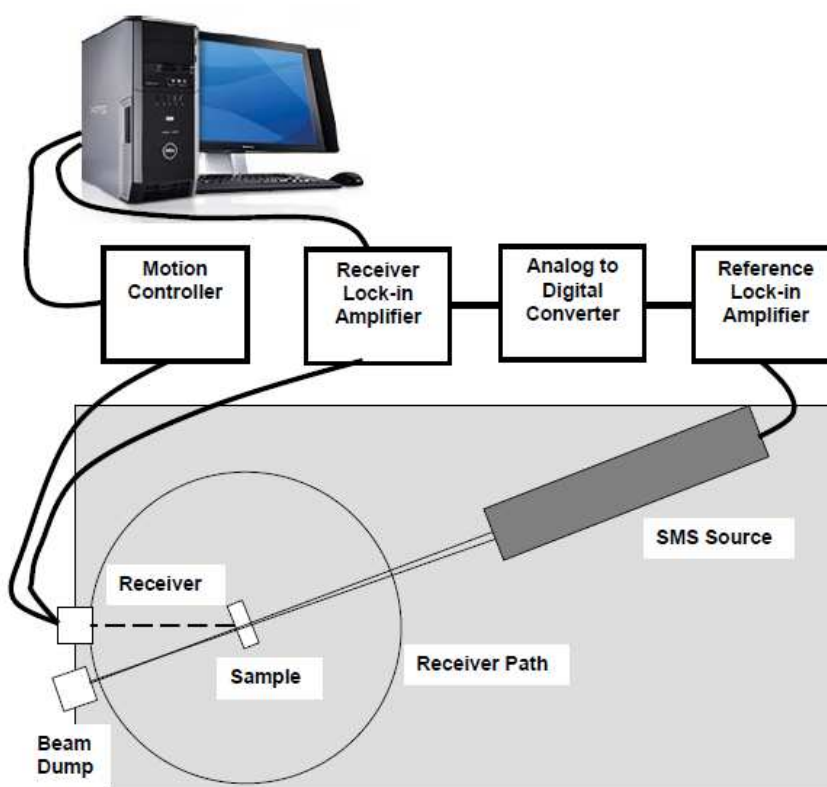 Motion
Controller
Receiver
Lock-in
Amplifier
Analog to
Digital
Converter
Reference
Lock-in
Amplifier
SMS Source
Receiver
Sample
Receiver Path
Beam
Dump